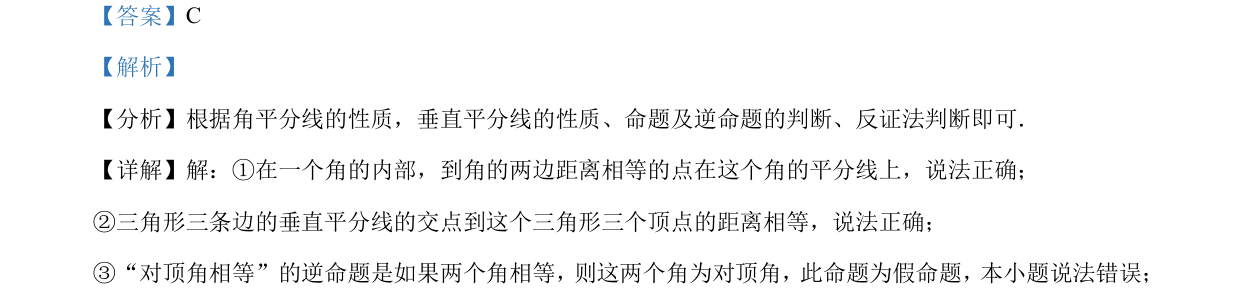 【答案】C
【解析】
【分析】根据角平分线的性质，垂直平分线的性质、命题及逆命题的判断、反证法判断即可．
【详解】解：①在一个角的内部，到角的两边距离相等的点在这个角的平分线上，说法正确；
②三角形三条边的垂直平分线的交点到这个三角形三个顶点的距离相等，说法正确；
③“对顶角相等”的逆命题是如果两个角相等，则这两个角为对顶角，此命题为假命题，本小题说法错误；